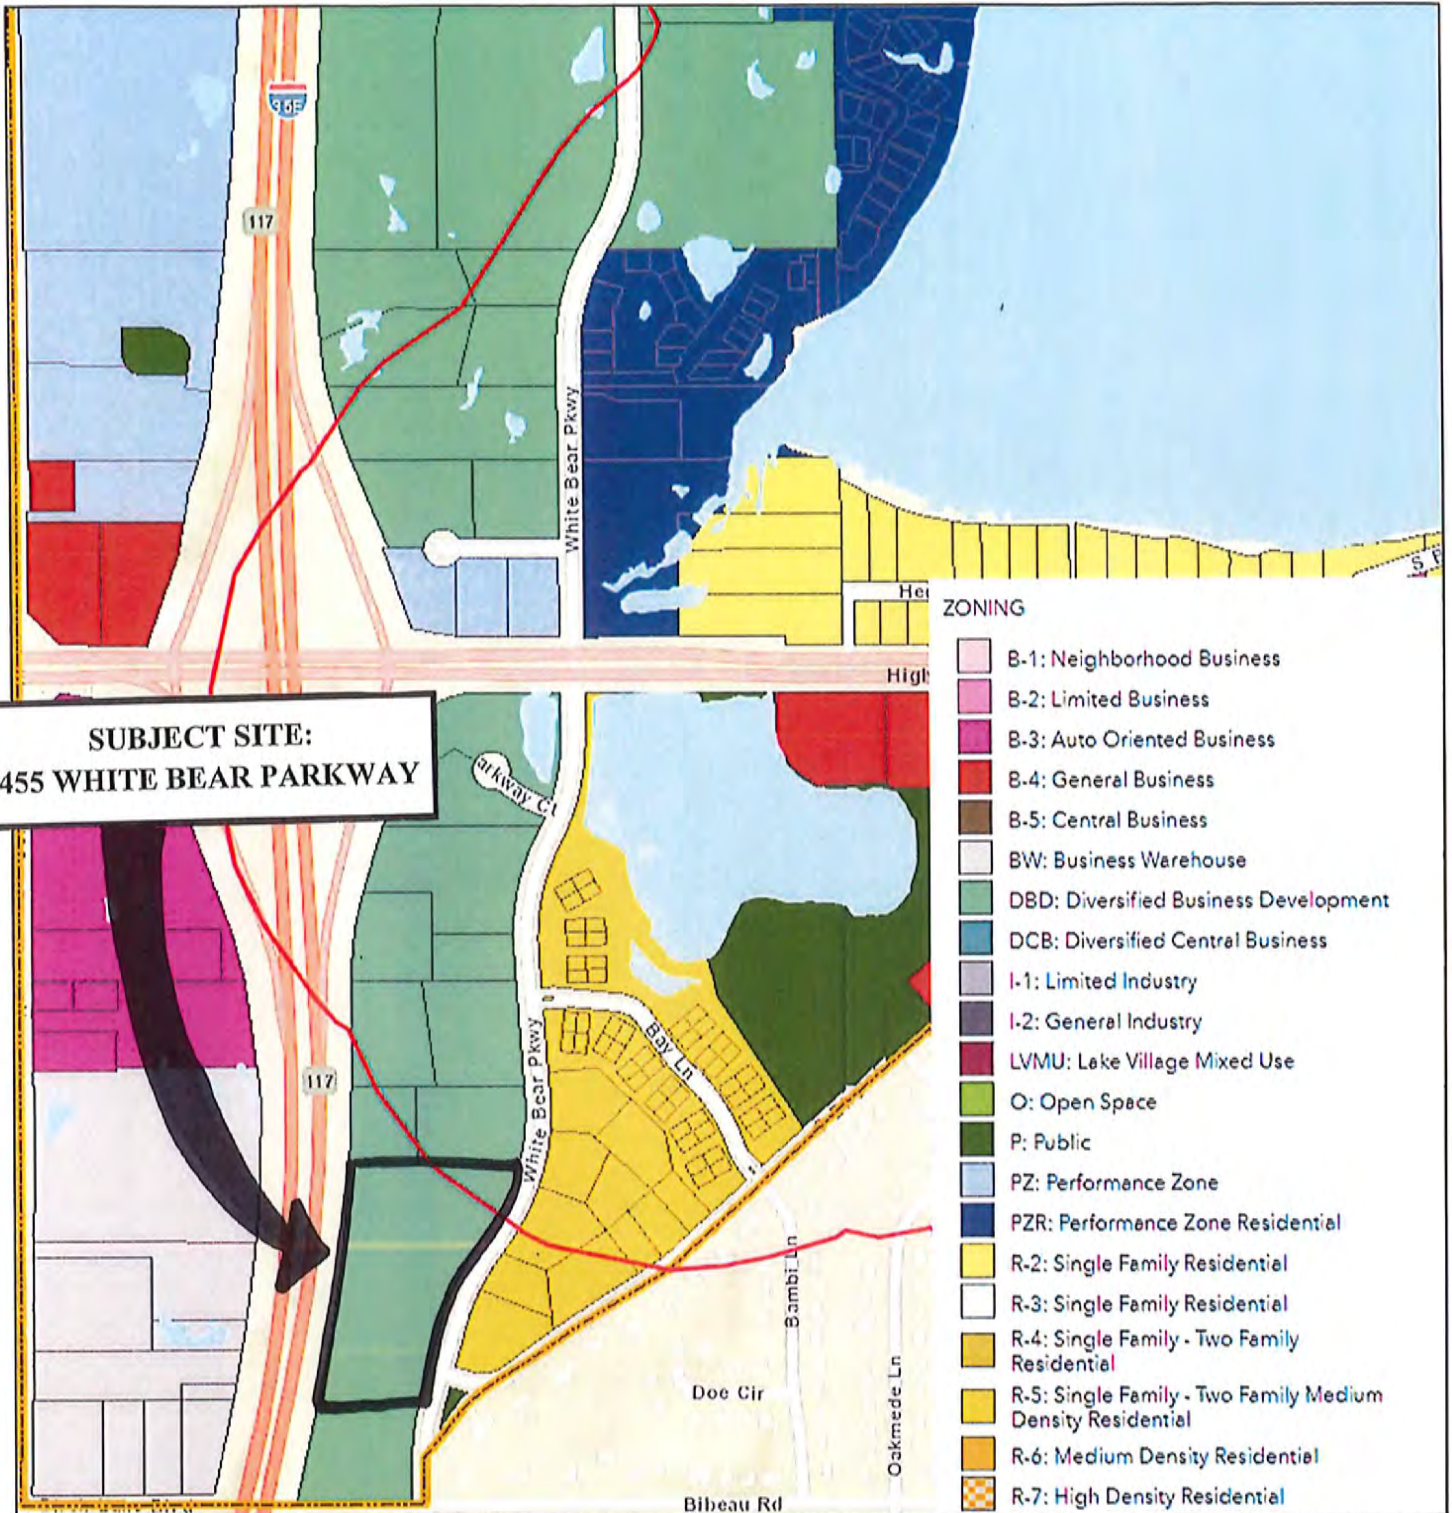 35E
117
White Bear Pkwy
ZONING
B-1: Neighborhood Business
B-2: Limited Business
B-3: Auto Oriented Business
B-4: General Business
B-5: Central Business
BW: Business Warehouse
DBD: Diversified Business Development
DCB: Diversified Central Business
I-1: Limited Industry
I-2: General Industry
LVMU: Lake Village Mixed Use
O: Open Space
P: Public
PZ: Performance Zone
PZR: Performance Zone Residential
R-2: Single Family Residential
R-3: Single Family Residential
R-4: Single Family - Two Family
Residential
R-5: Single Family - Two Family Medium
Density Residential
R-6: Medium Density Residential
R-7: High Density Residential
SUBJECT SITE:
455 WHITE BEAR PARKWAY
arkway Ct
Bay Ln
White Bear Pkwy
117
Bambi Ln
Doe Cir
Oakmede Ln
Bibeau Rd